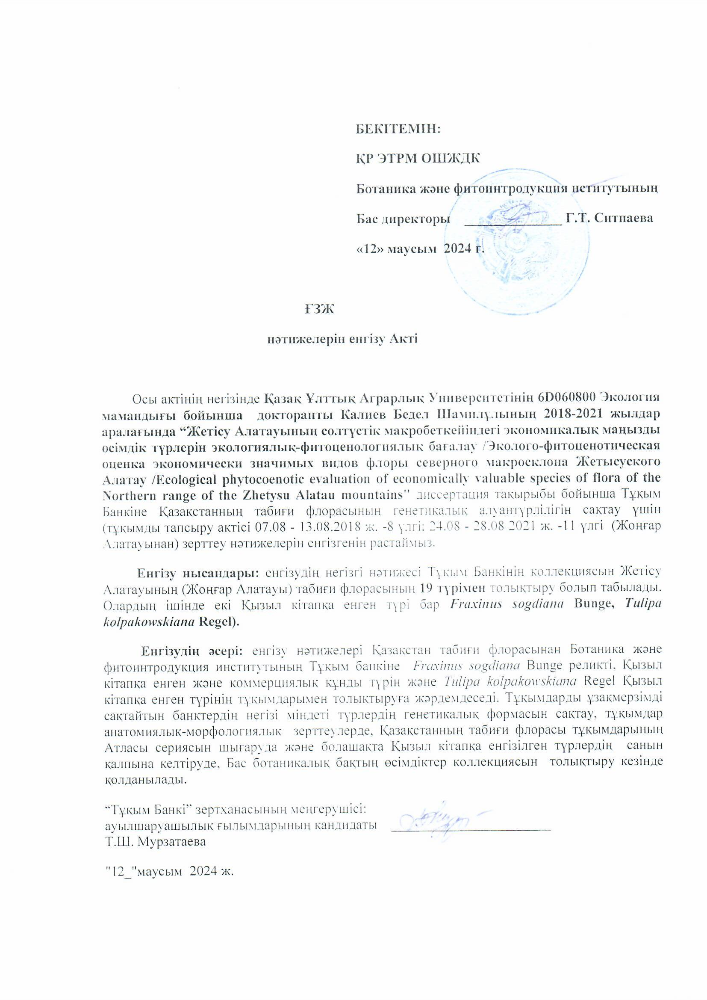 БЕКІТЕМІН:
ҚР ЭТРМ ОШЖДК
Ботаника және фитоинтродукция нститутының
Бас директоры ______________ Г.Т. Ситпаева
«12» маусым 2024 г.
ҒЗЖ
нәтижелерін енгізу Акті
Осы актінің негізінде Қазақ Ұлттық Аграрлық Университетінің 6D060800 Экология
мамандығы бойынша докторанты Калиев Бедел Шамилұлының 2018-2021 жылдар
аралағында “Жетісу Алатауының солтүстік макробеткейіндегі экономикалық маңызды
өсімдік түрлерін экологиялық-фитоценологиялық бағалау /Эколого-фитоценотическая
оценка экономически значимых видов флоры северного макросклона Жетысуского
Алатау /Ecological phytocoenotic evaluation of economically valuable species of flora of the
Northern range of the Zhetysu Alatau mountains" диссертация тақырыбы бойынша Тұқым
Банкіне Қазақстанның табиғи флорасының генетикалық алуантүрлілігін сақтау үшін
(тұқымды тапсыру актісі 07.08 - 13.08.2018 ж. -8 үлгі: 24.08 - 28.08 2021 ж. -11 үлгі (Жоңғар
Алатауынан) зерттеу нәтижелерін енгізгенін растаймыз.
Енгізу нысандары: енгізудің негізгі нәтижесі Тұқым Банкінің коллекциясын Жетісу
Алатауының (Жоңғар Алатауы) табиғи флорасының 19 түрімен толықтыру болып табылады.
Олардың ішінде екі Қызыл кітапқа енген түрі бар Fraxinus sogdiana Bunge, Tulipa
kolpakowskiana Regel).
Енгізудің әсері: енгізу нәтижелері Қазақстан табиғи флорасынан Ботаника және
фитоинтродукция институтының Тұқым банкіне Fraxinus sogdiana Bunge реликті, Қызыл
кітапқа енген және коммерциялық құнды түрін және Tulipa kolpakowskiana Regel Қызыл
кітапқа енген түрінің тұқымдарымен толықтыруға жәрдемдеседі. Тұқымдарды ұзақмерзімді
сақтайтын банктердің негізі міндеті түрлердің генетикалық формасын сақтау, тұқымдар
анатомиялық-морфологиялық зерттеулерде, Қазақстанның табиғи флорасы тұқымдарының
Атласы сериясын шығаруда және болашақта Қызыл кітапқа енгізілген түрлердің санын
қалпына келтіруде, Бас ботаникалық бақтың өсімдіктер коллекциясын толықтыру кезінде
қолданылады.
“Тұқым Банкі” зертханасының меңгерушісі:
ауылшаруашылық ғылымдарының кандидаты ______________
Т.Ш. Мурзатаева
"12_"маусым 2024 ж.